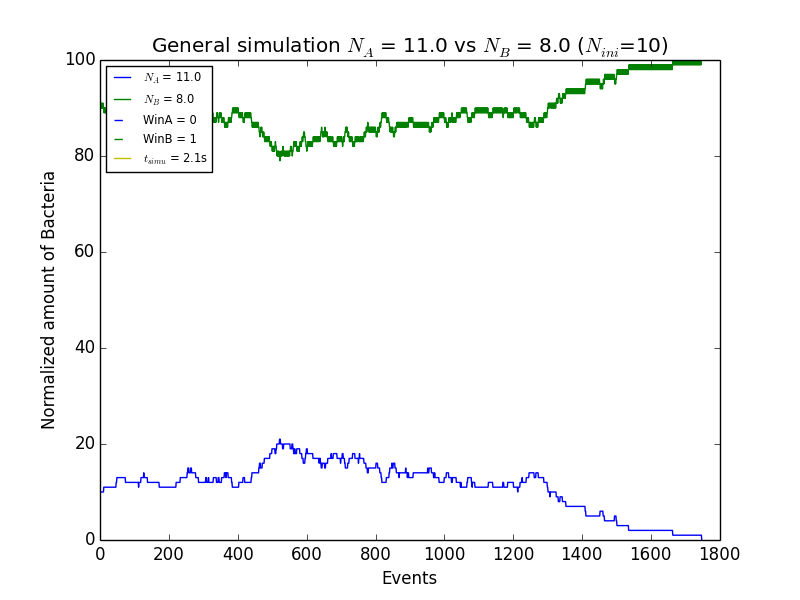 General simulation N_A = 11.0 vs N_B = 8.0 (N_ini=10)
100
80
60
40
20
0
Normalized amount of Bacteria
N_A = 11.0
N_B = 8.0
WinA = 0
WinB = 1
t_simu = 2.1s
0 200 400 600 800 1000 1200 1400 1600 1800
Events